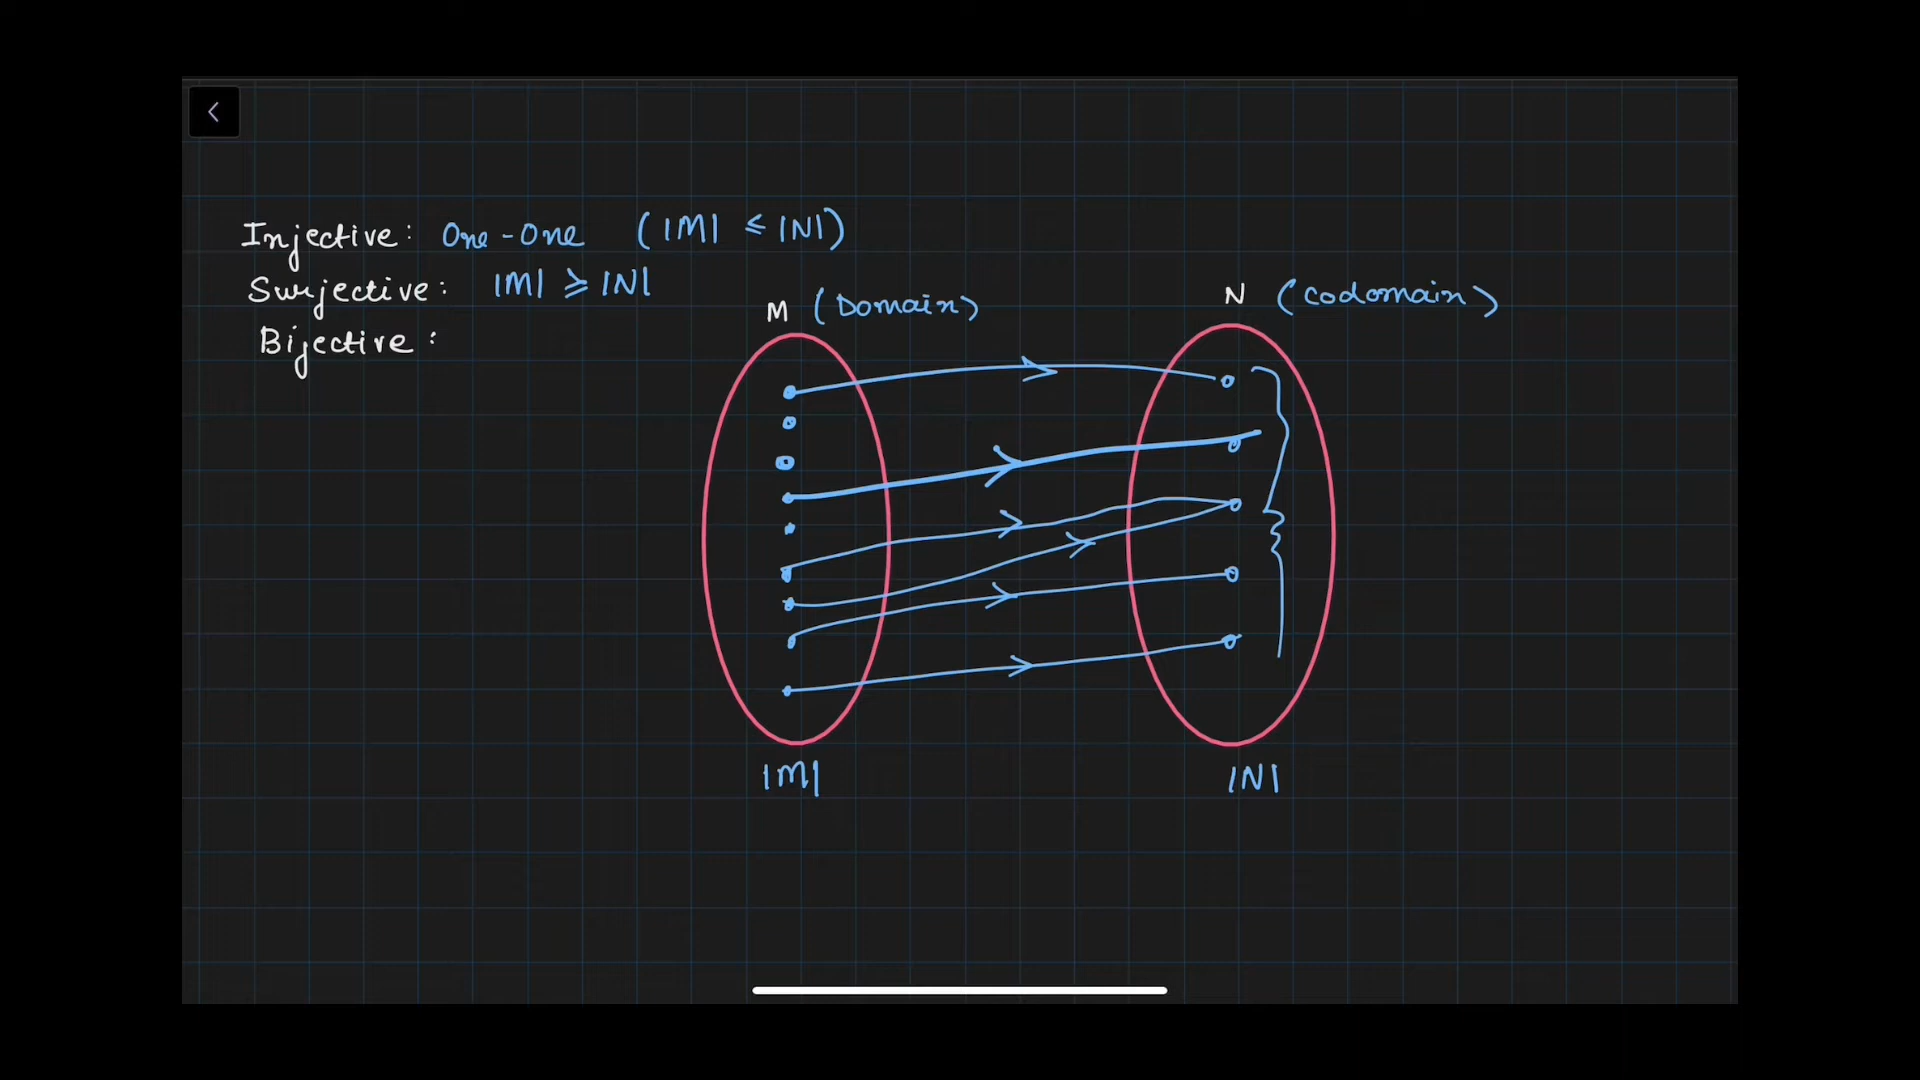 Injective: One-One (|M| ≤ |N|)
Surjective: |M| ≥ |N|
Bijective:
M (Domain)
N (Codomain)
|M|
|N|